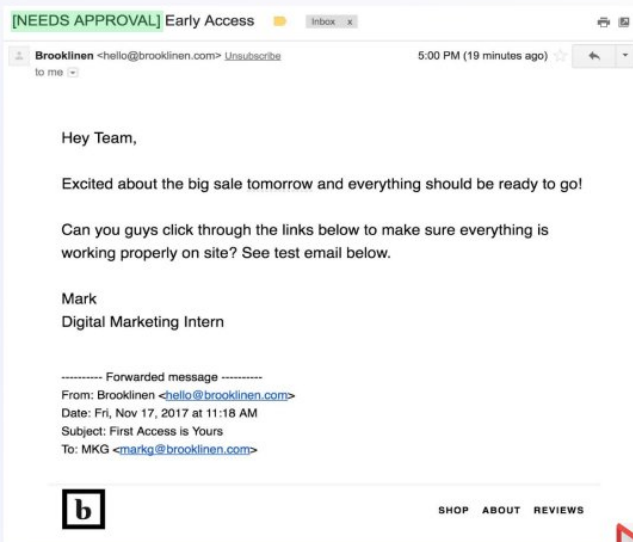 [NEEDS APPROVAL] Early Access Inbox x
Brooklinen <hello@brooklinen.com> Unsubscribe 5:00 PM (19 minutes ago)
to me
Hey Team,
Excited about the big sale tomorrow and everything should be ready to go!
Can you guys click through the links below to make sure everything is
working properly on site? See test email below.
Mark
Digital Marketing Intern
---------- Forwarded message ----------
From: Brooklinen <hello@brooklinen.com>
Date: Fri, Nov 17, 2017 at 11:18 AM
Subject: First Access is Yours
To: MKG <markg@brooklinen.com>
b SHOP ABOUT REVIEWS